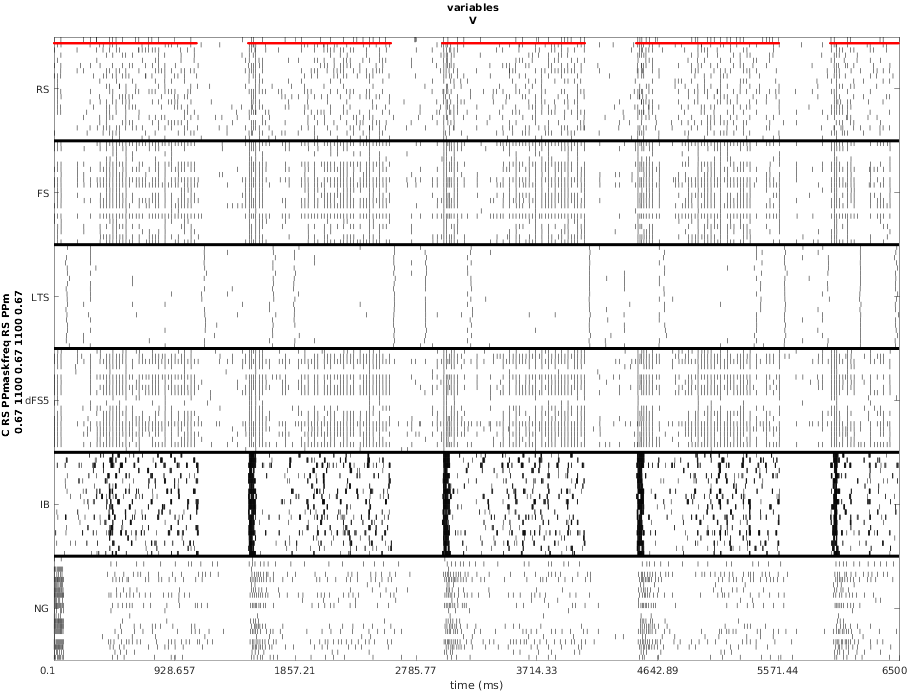 variables
V
RS
FS
LTS
dFS5
IB
NG
C RS PPmaskfreq RS PPm
0.67 1100 0.67 1100 0.67
0.1 928.657 1857.21 2785.77 3714.33 4642.89 5571.44 6500
time (ms)